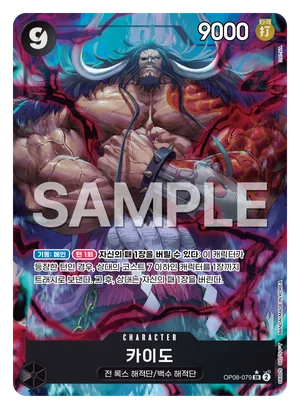 9
9000
打
SAMPLE
기동: 메인 턴 1회 자신의 패 1장을 버릴 수 있다: 이 캐릭터가
등장한 턴인 경우, 상대의 코스트 7 이하인 캐릭터를 1장까지
트래시로 보낸다. 그 후, 상대는 자신의 패 1장을 버린다.
CHARACTER
카이도
전 록스 해적단/백수 해적단
OP08-079 SR 2